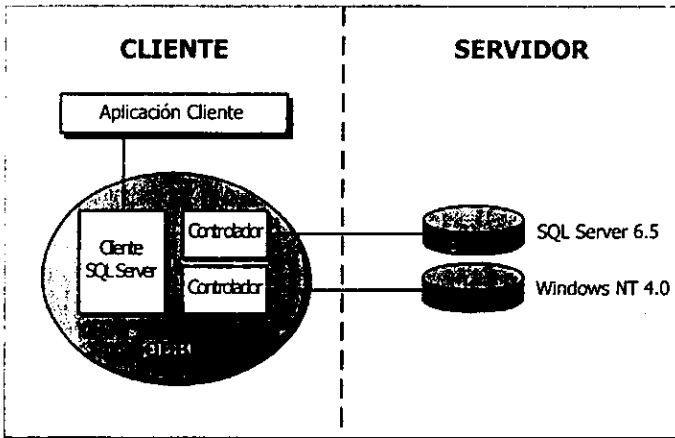 CLIENTE
SERVIDOR
Aplicación Cliente
Cliente
SQL Server
Controlador
Controlador
SQL Server 6.5
Windows NT 4.0